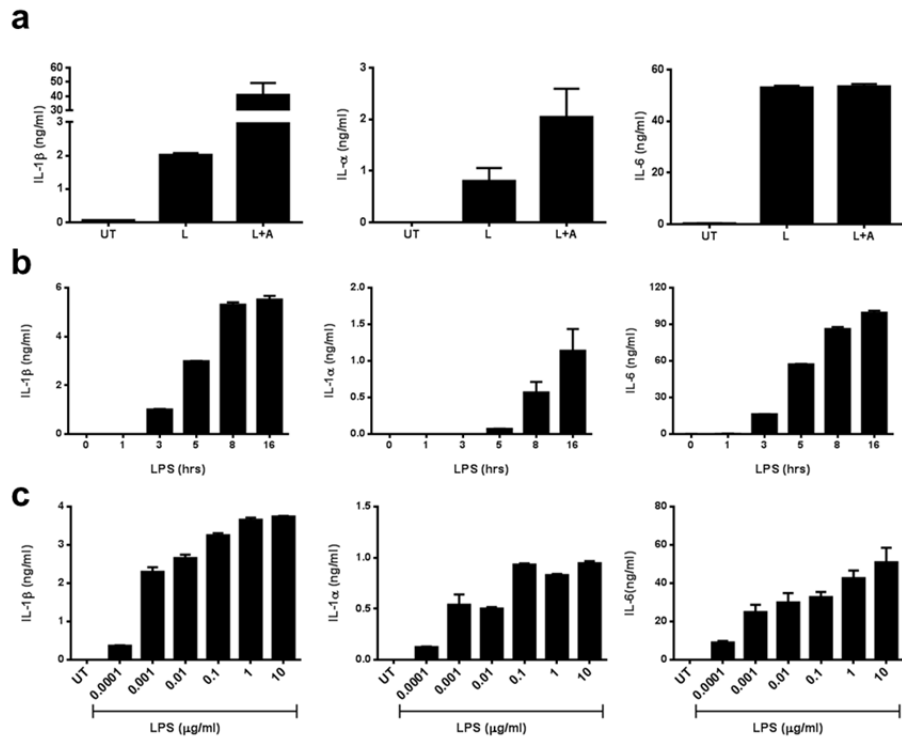 a
IL-1β (ng/ml)
60
50
40
30
3
2
1
0
UT L L+A
IL-α (ng/ml)
3
2
1
0
UT L L+A
IL-6 (ng/ml)
60
40
20
0
UT L L+A
b
IL-1β (ng/ml)
6
4
2
0
0 1 3 5 8 16
LPS (hrs)
IL-1α (ng/ml)
2.0
1.5
1.0
0.5
0.0
0 1 3 5 8 16
LPS (hrs)
IL-6 (ng/ml)
120
90
60
30
0
0 1 3 5 8 16
LPS (hrs)
c
IL-1β (ng/ml)
4
3
2
1
0
UT 0.0001 0.001 0.01 0.1 1 10
LPS (μg/ml)
IL-1α (ng/ml)
1.5
1.0
0.5
0.0
UT 0.0001 0.001 0.01 0.1 1 10
LPS (μg/ml)
IL-6(ng/ml)
80
60
40
20
0
UT 0.0001 0.001 0.01 0.1 1 10
LPS (μg/ml)